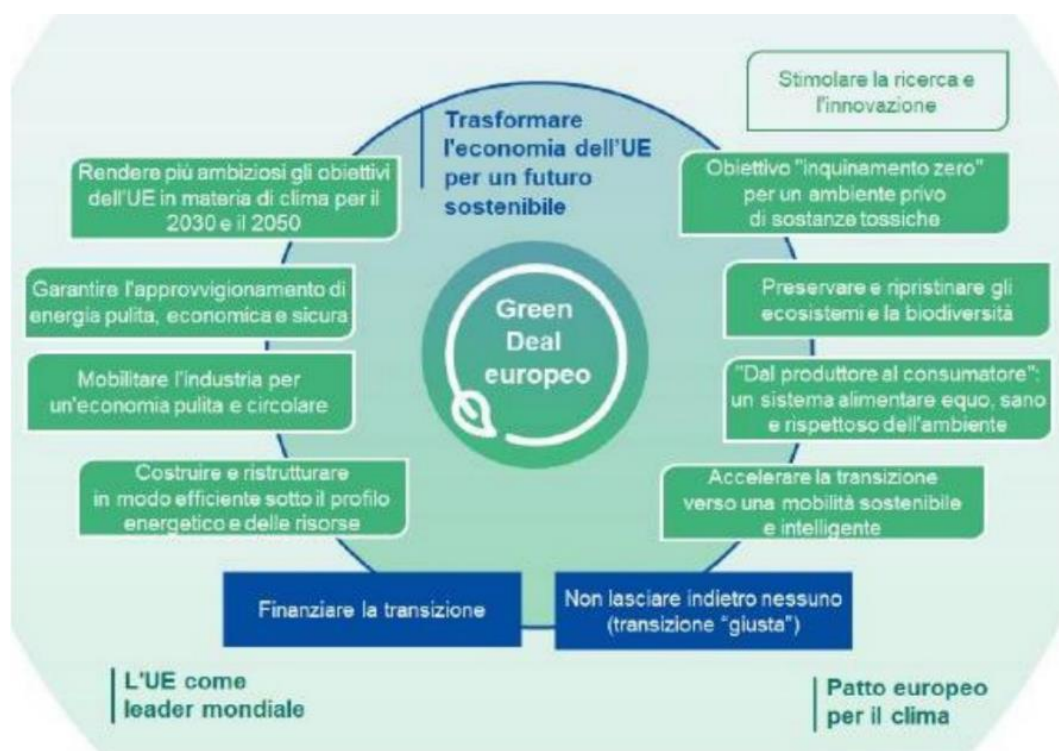 Stimolare la ricerca e
l'innovazione
Trasformare
l'economia dell'UE
per un futuro
sostenibile
Rendere più ambiziosi gli obiettivi
dell'UE in materia di clima per il
2030 e il 2050
Obiettivo "inquinamento zero"
per un ambiente privo
di sostanze tossiche
Garantire l'approvvigionamento di
energia pulita, economica e sicura
Preservare e ripristinare gli
ecosistemi e la biodiversità
Green
Deal
europeo
Mobilitare l'industria per
un'economia pulita e circolare
"Dal produttore al consumatore":
un sistema alimentare equo, sano
e rispettoso dell'ambiente
Costruire e ristrutturare
in modo efficiente sotto il profilo
energetico e delle risorse
Accelerare la transizione
verso una mobilità sostenibile
e intelligente
Finanziare la transizione
Non lasciare indietro nessuno
(transizione "giusta")
L'UE come
leader mondiale
Patto europeo
per il clima